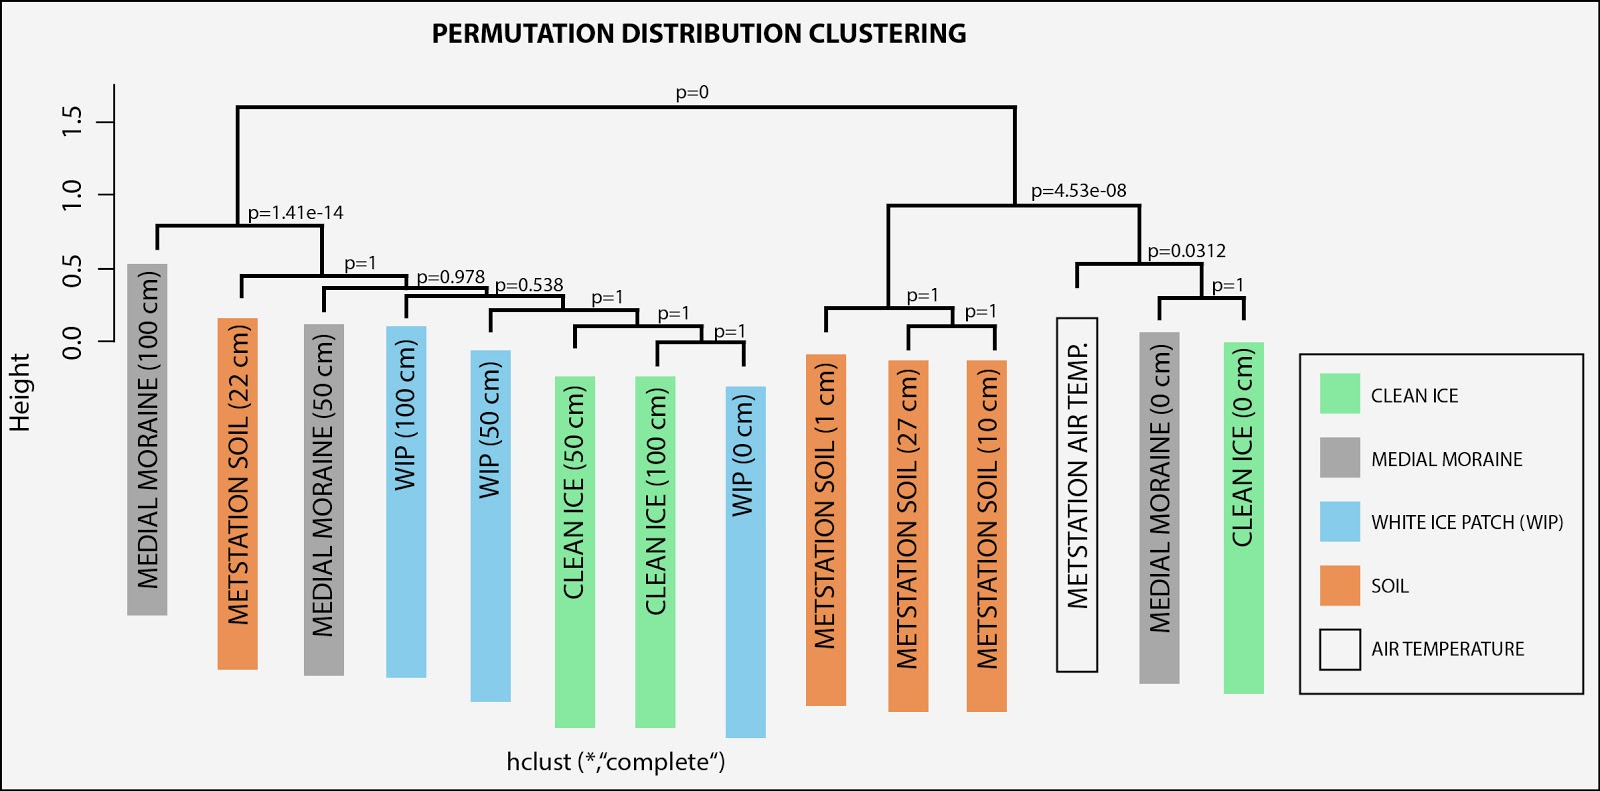 PERMUTATION DISTRIBUTION CLUSTERING
p=0
1.5
p=4.53e-08
1.0
p=1.41e-14
p=0.0312
p=1
0.5
p=0.978
p=0.538
p=1
p=1
p=1
p=1
p=1
p=1
0.0
Height
MEDIAL MORAINE (100 cm)
METSTATION SOIL (22 cm)
MEDIAL MORAINE (50 cm)
WIP (100 cm)
WIP (50 cm)
CLEAN ICE (50 cm)
CLEAN ICE (100 cm)
WIP (0 cm)
METSTATION SOIL (1 cm)
METSTATION SOIL (27 cm)
METSTATION SOIL (10 cm)
METSTATION AIR TEMP.
MEDIAL MORAINE (0 cm)
CLEAN ICE (0 cm)
CLEAN ICE
MEDIAL MORAINE
WHITE ICE PATCH (WIP)
SOIL
AIR TEMPERATURE
hclust (*,“complete“)